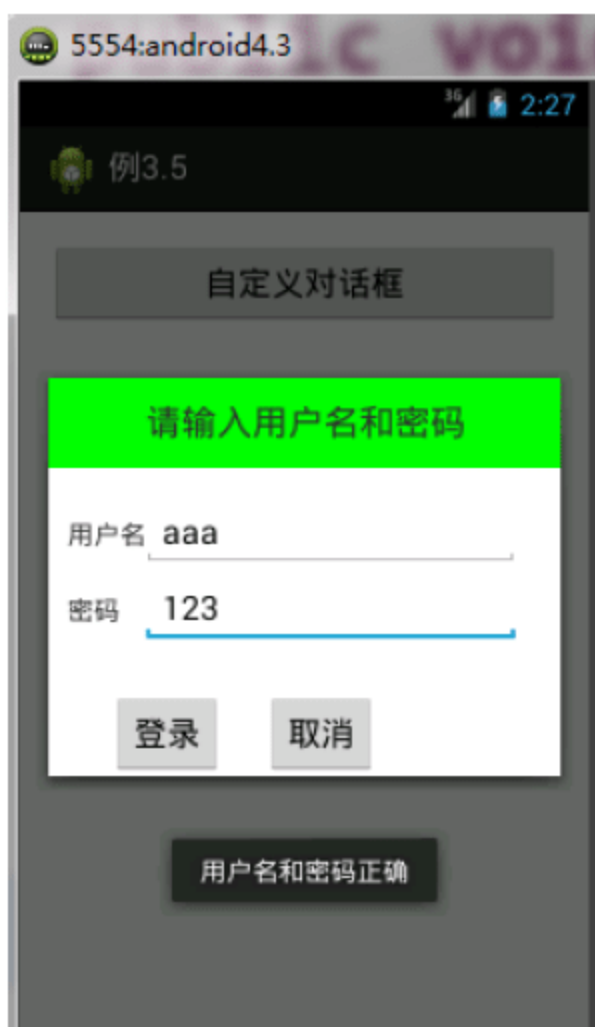 5554:android4.3
3G 2:27
例3.5
自定义对话框
请输入用户名和密码
用户名 aaa
密码 123
登录 取消
用户名和密码正确